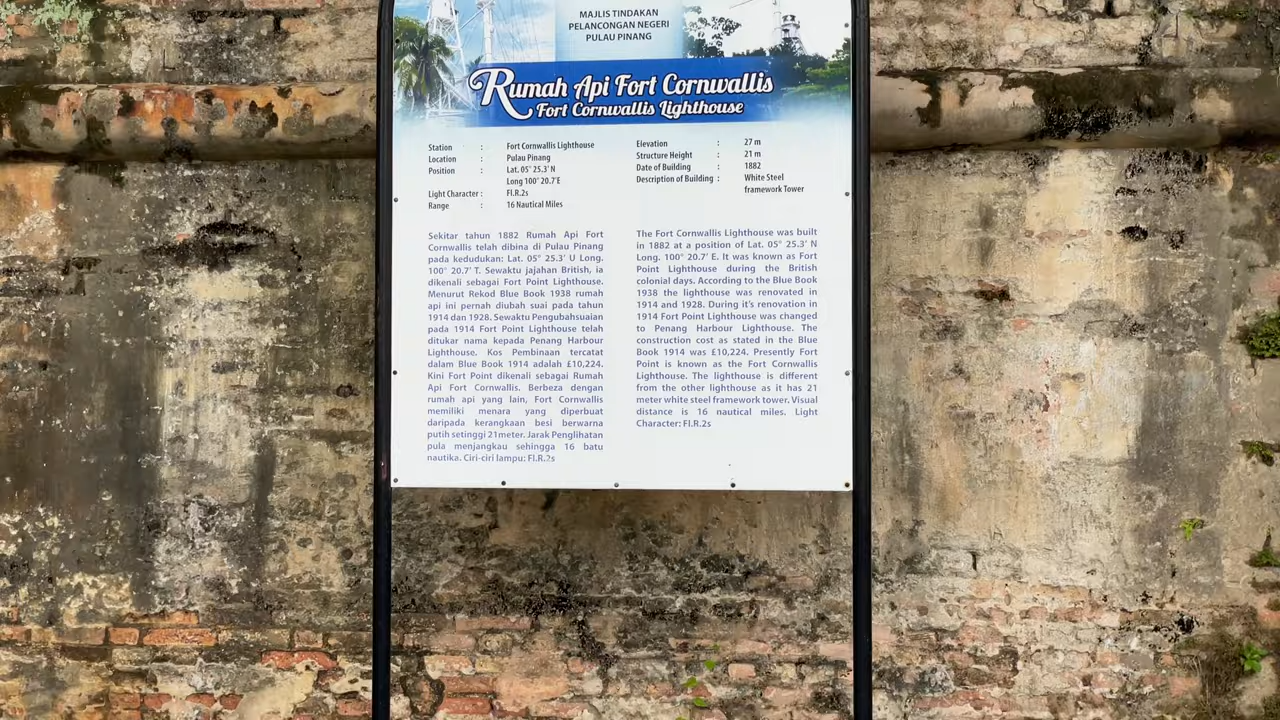 MAJLIS TINDAKAN
PELANCONGAN NEGERI
PULAU PINANG
Rumah Api Fort Cornwallis
Fort Cornwallis Lighthouse
Station : Fort Cornwallis Lighthouse
Location : Pulau Pinang
Position : Lat. 05° 25.3' N
Long 100° 20.7'E
Light Character : Fl.R.2s
Range : 16 Nautical Miles
Elevation : 27 m
Structure Height : 21 m
Date of Building : 1882
Description of Building : White Steel
framework Tower
Sekitar tahun 1882 Rumah Api Fort
Cornwallis telah dibina di Pulau Pinang
pada kedudukan: Lat. 05° 25.3' U Long.
100° 20.7' T. Sewaktu jajahan British, ia
dikenali sebagai Fort Point Lighthouse.
Menurut Rekod Blue Book 1938 rumah
api ini pernah diubah suai pada tahun
1914 dan 1928. Sewaktu Pengubahsuaian
pada 1914 Fort Point Lighthouse telah
ditukar nama kepada Penang Harbour
Lighthouse. Kos Pembinaan tercatat
dalam Blue Book 1914 adalah £10,224.
Kini Fort Point dikenali sebagai Rumah
Api Fort Cornwallis. Berbeza dengan
rumah api yang lain, Fort Cornwallis
memiliki menara yang diperbuat
daripada kerangkaan besi berwarna
putih setinggi 21meter. Jarak Penglihatan
pula menjangkau sehingga 16 batu
nautika. Ciri-ciri lampu: Fl.R.2s
The Fort Cornwallis Lighthouse was built
in 1882 at a position of Lat. 05° 25.3' N
Long. 100° 20.7' E. It was known as Fort
Point Lighthouse during the British
colonial days. According to the Blue Book
1938 the lighthouse was renovated in
1914 and 1928. During it's renovation in
1914 Fort Point Lighthouse was changed
to Penang Harbour Lighthouse. The
construction cost as stated in the Blue
Book 1914 was £10,224. Presently Fort
Point is known as the Fort Cornwallis
Lighthouse. The lighthouse is different
from the other lighthouse as it has 21
meter white steel framework tower. Visual
distance is 16 nautical miles. Light
Character: Fl.R.2s